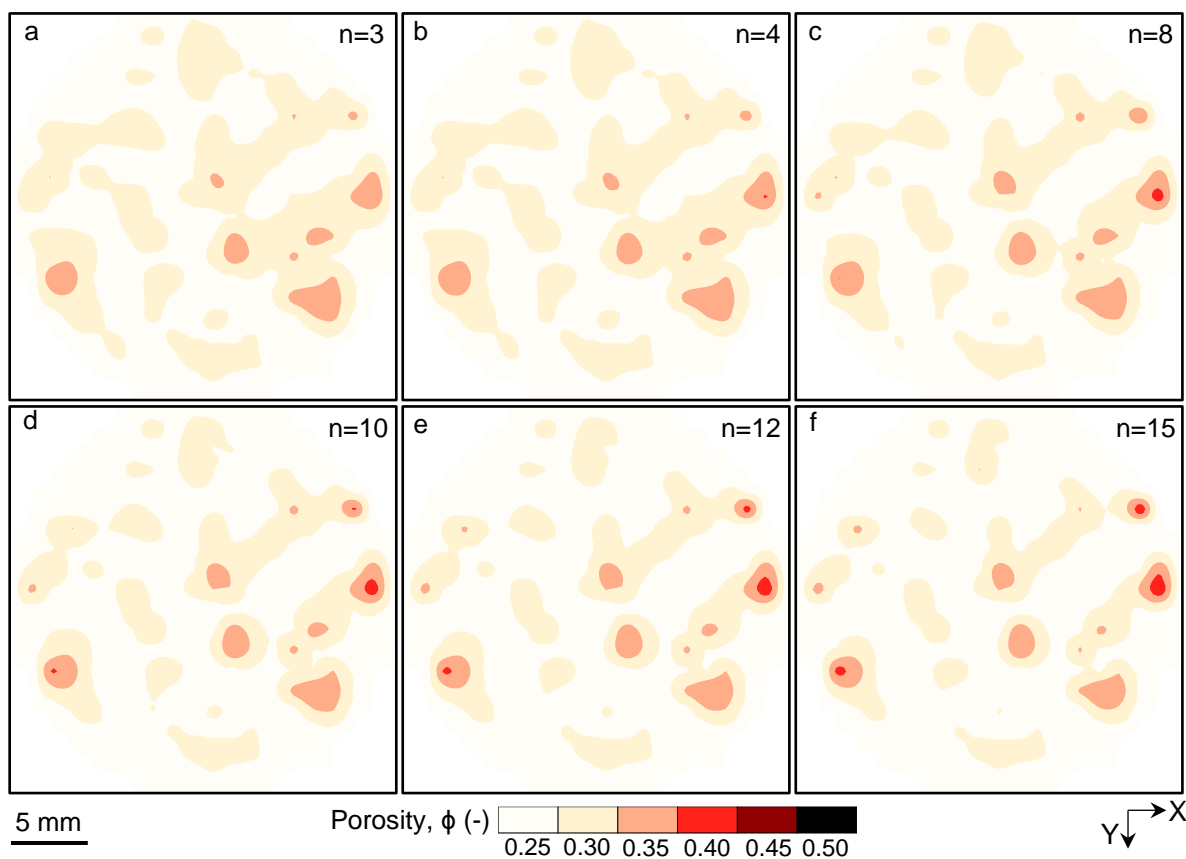 a n=3
b n=4
c n=8
d n=10
e n=12
f n=15
5 mm
Porosity, ϕ (-)
0.25 0.30 0.35 0.40 0.45 0.50
X
Y